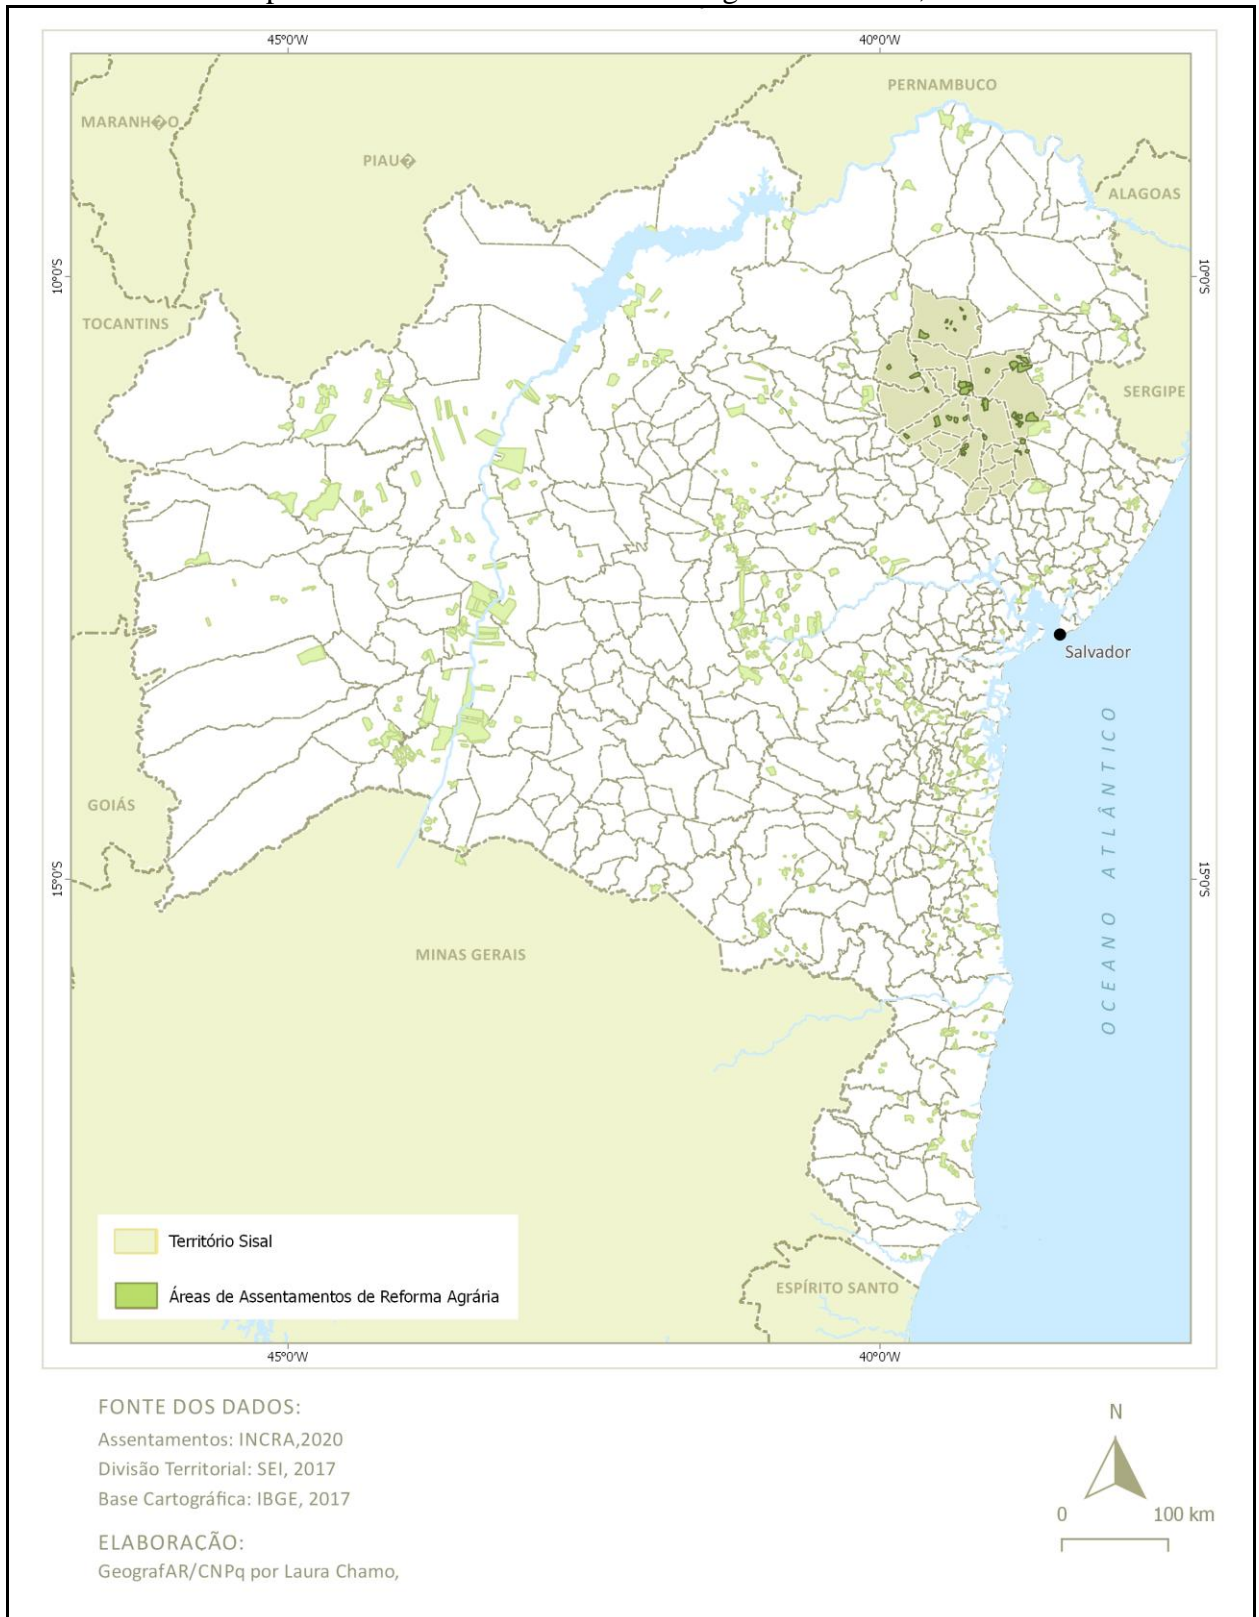 45°0'W
40°0'W
PERNAMBUCO
MARANH�O
PIAU�
ALAGOAS
10°0'S
10°0'S
TOCANTINS
SERGIPE
Salvador
GOIÁS
OCEANO ATLÂNTICO
15°0'S
15°0'S
MINAS GERAIS
Território Sisal
Áreas de Assentamentos de Reforma Agrária
ESPÍRITO SANTO
45°0'W
40°0'W
FONTE DOS DADOS:
Assentamentos: INCRA,2020
Divisão Territorial: SEI, 2017
Base Cartográfica: IBGE, 2017
N
0 100 km
ELABORAÇÃO:
GeografAR/CNPq por Laura Chamo,